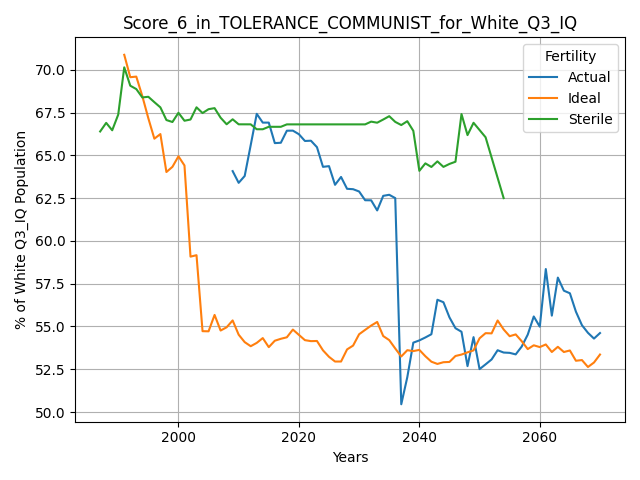 Score_6_in_TOLERANCE_COMMUNIST_for_White_Q3_IQ
Fertility
Actual
Ideal
Sterile
% of White Q3_IQ Population
70.0
67.5
65.0
62.5
60.0
57.5
55.0
52.5
50.0
2000
2020
2040
2060
Years